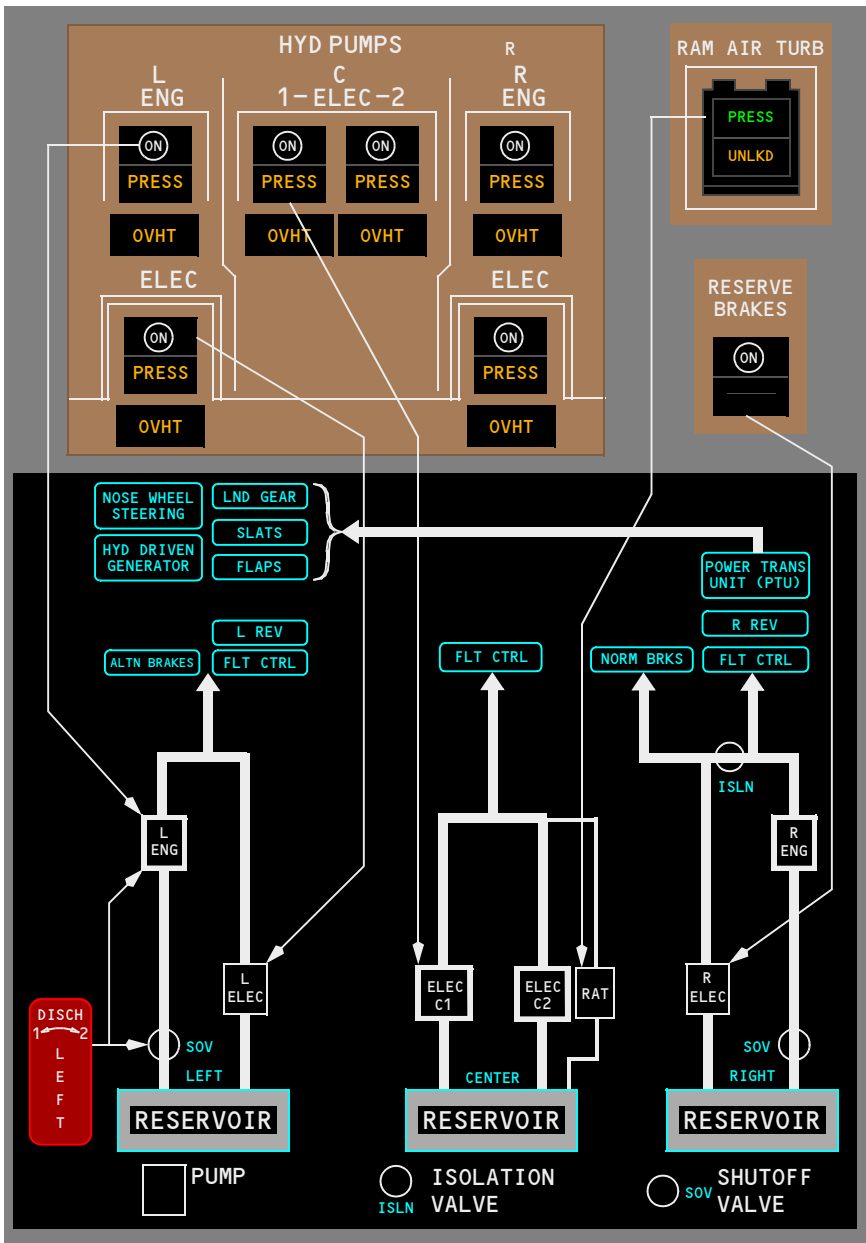 HYD PUMPS
R
L
ENG
C
1-ELEC-2
R
ENG
RAM AIR TURB
ON
PRESS
OVHT
ON
PRESS
OVHT
ON
PRESS
OVHT
ON
PRESS
OVHT
PRESS
UNLKD
ELEC
ON
PRESS
OVHT
ELEC
ON
PRESS
OVHT
RESERVE
BRAKES
ON
NOSE WHEEL
STEERING
LND GEAR
SLATS
HYD DRIVEN
GENERATOR
FLAPS
POWER TRANS
UNIT (PTU)
L REV
ALTN BRAKES
FLT CTRL
FLT CTRL
R REV
NORM BRKS
FLT CTRL
ISLN
L
ENG
R
ENG
L
ELEC
ELEC
C1
ELEC
C2
RAT
R
ELEC
DISCH
1 2
L
E
F
T
SOV
LEFT
CENTER
SOV
RIGHT
RESERVOIR
RESERVOIR
RESERVOIR
PUMP
ISLN
ISOLATION
VALVE
SOV
SHUTOFF
VALVE